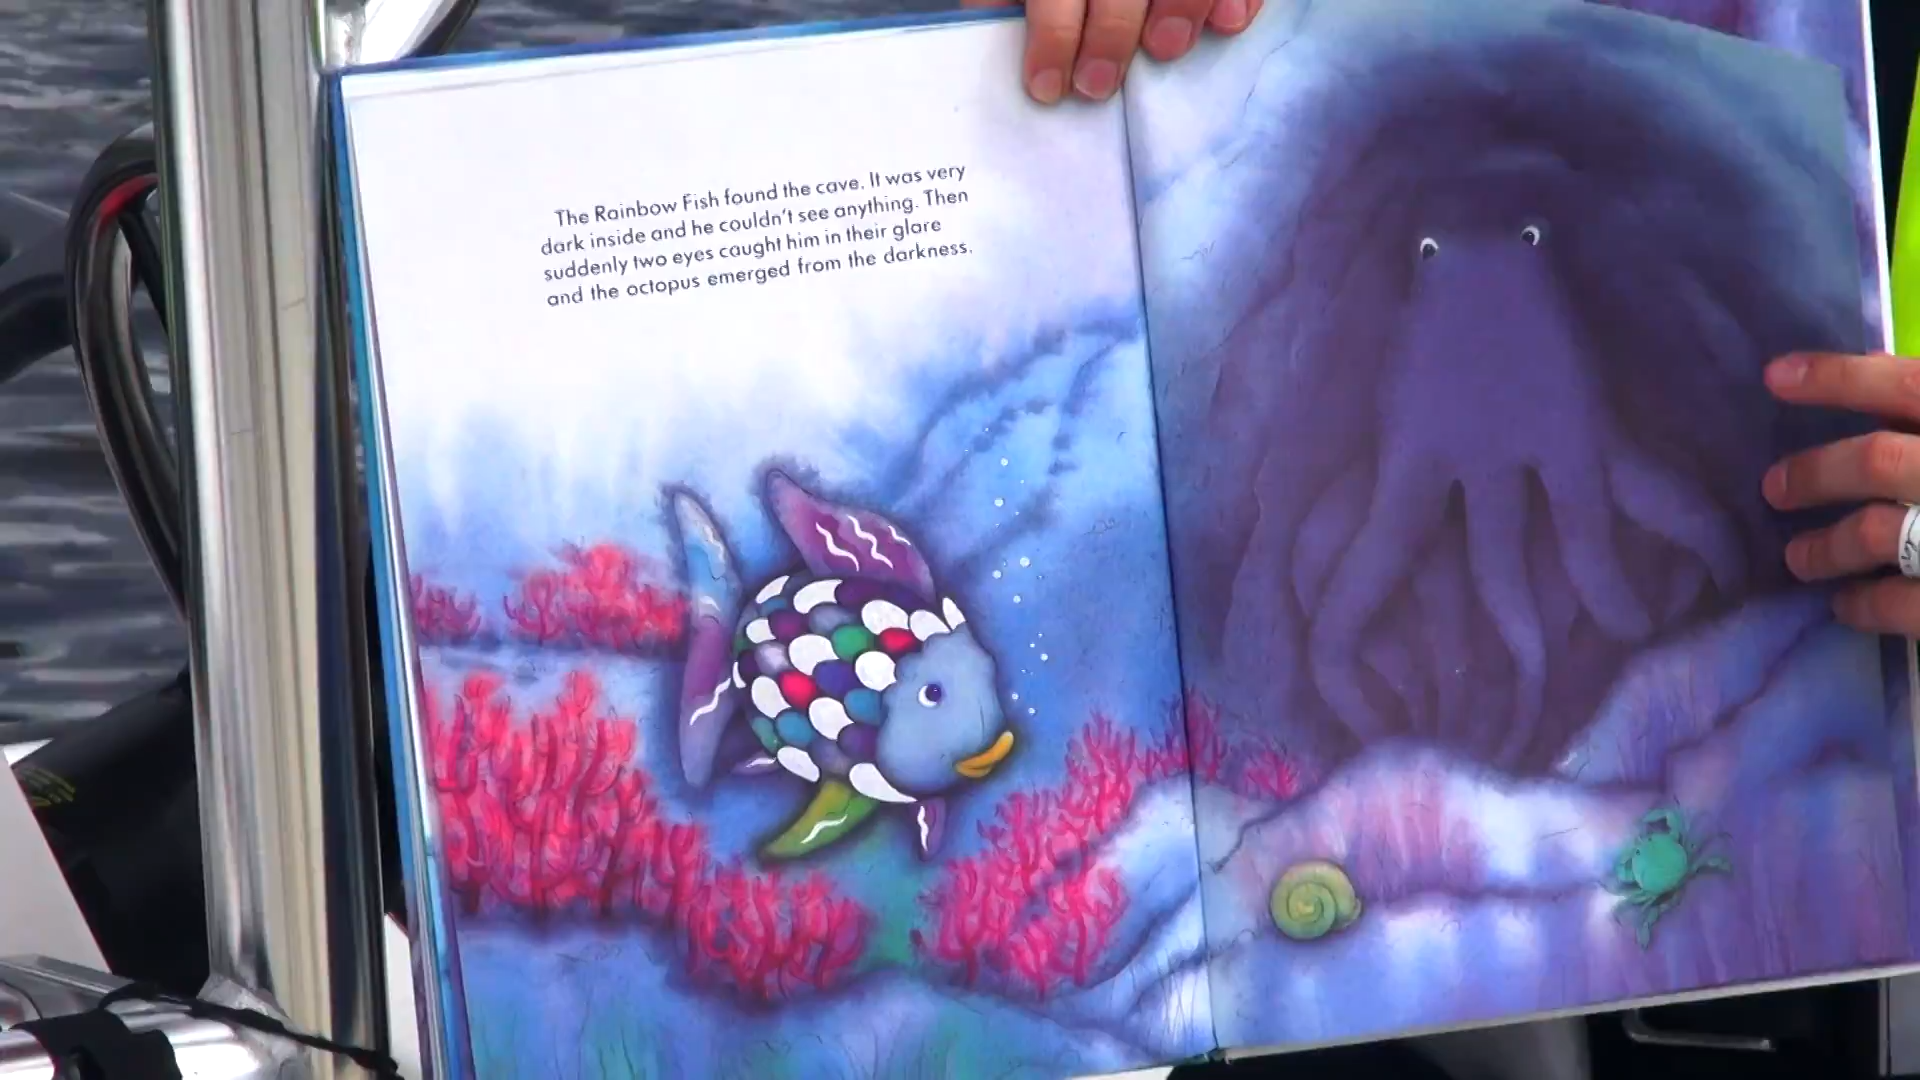 The Rainbow Fish found the cave. It was very
dark inside and he couldn't see anything. Then
suddenly two eyes caught him in their glare
and the octopus emerged from the darkness.